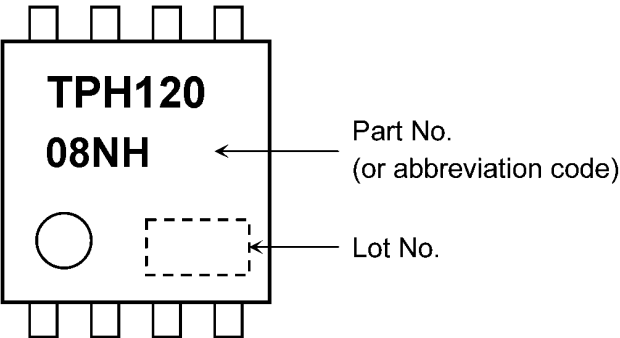 TPH120
08NH
Part No.
(or abbreviation code)
Lot No.